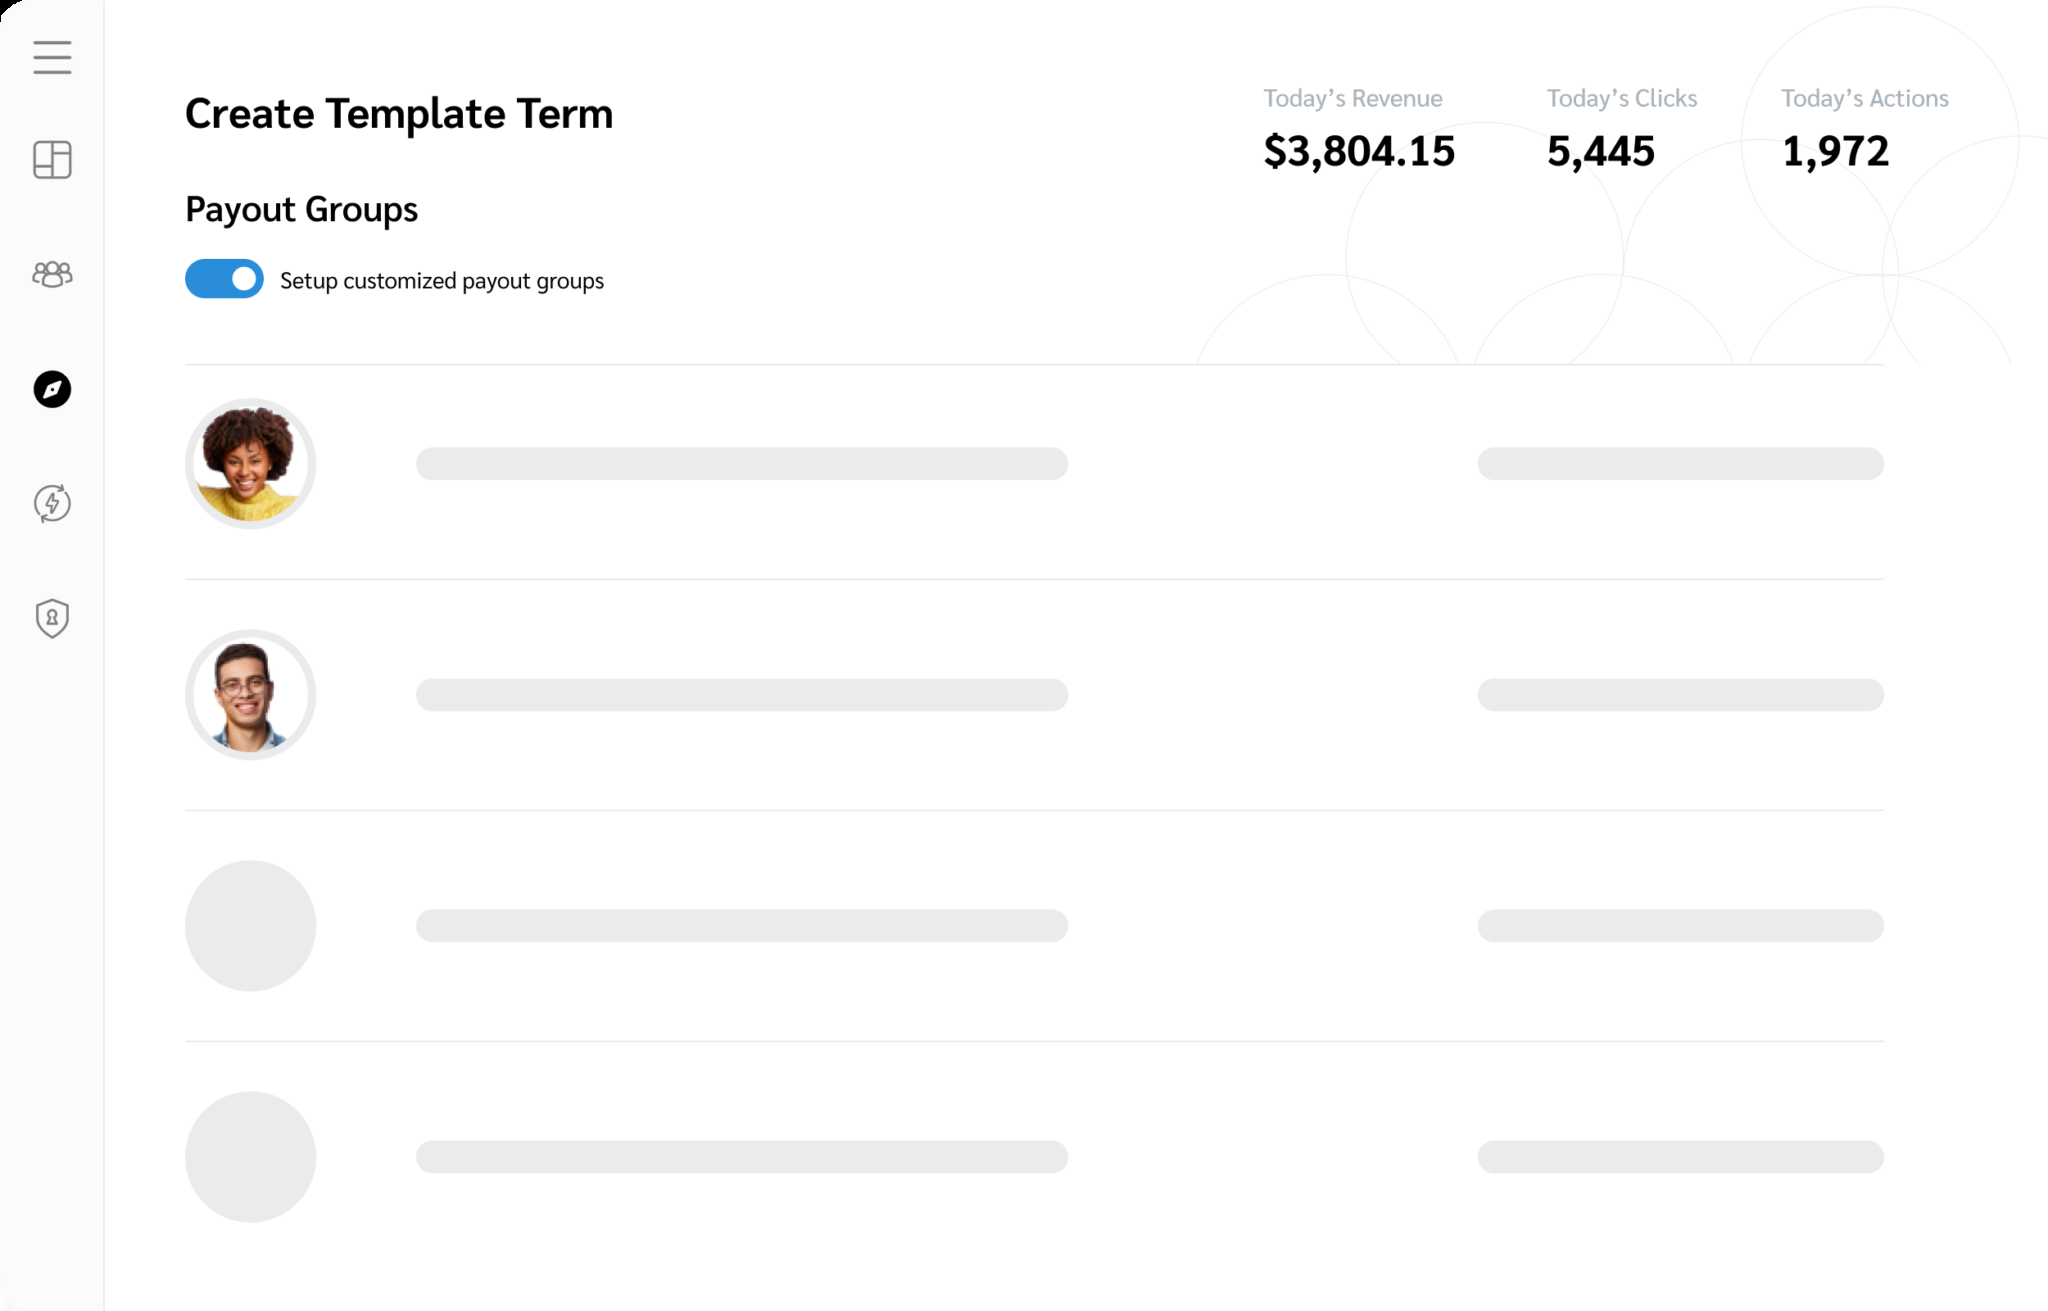 Create Template Term
Today’s Revenue
$3,804.15
Today’s Clicks
5,445
Today’s Actions
1,972
Payout Groups
Setup customized payout groups